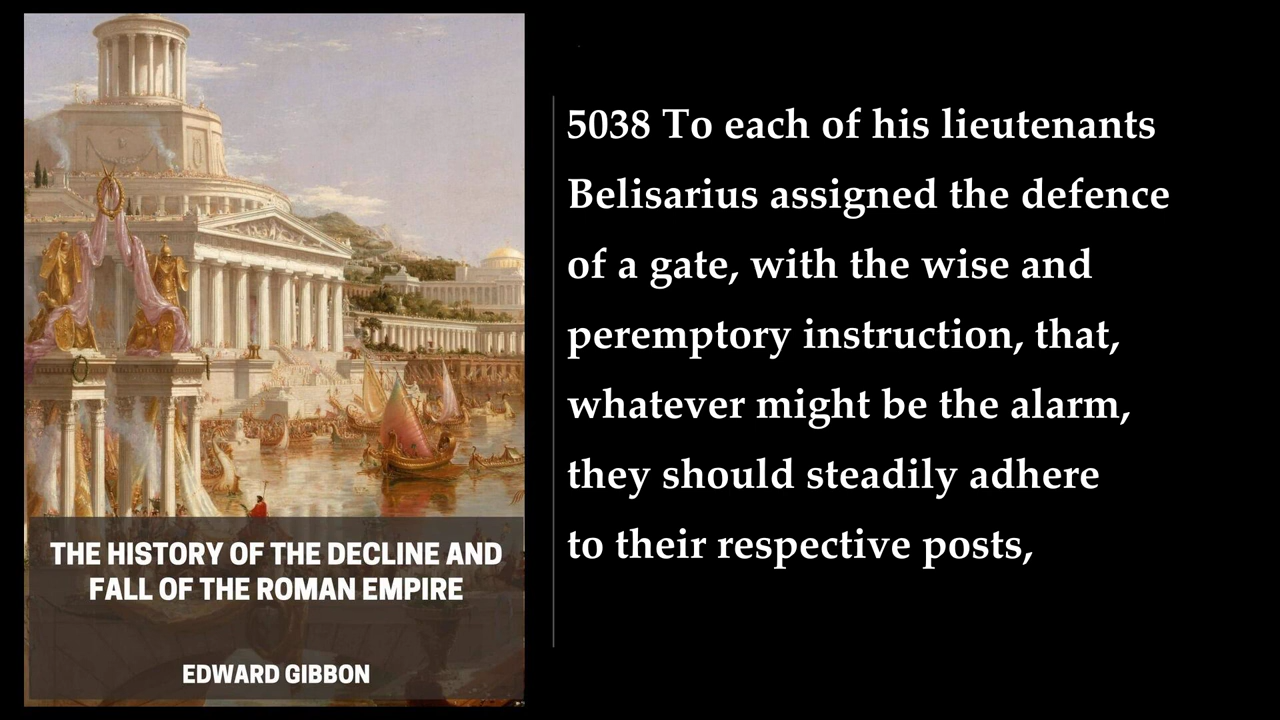 THE HISTORY OF THE DECLINE AND
FALL OF THE ROMAN EMPIRE
EDWARD GIBBON
5038 To each of his lieutenants
Belisarius assigned the defence
of a gate, with the wise and
peremptory instruction, that,
whatever might be the alarm,
they should steadily adhere
to their respective posts,